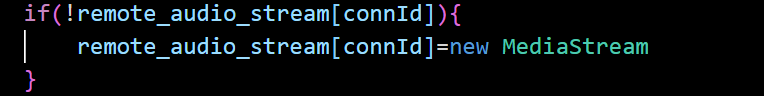 if(!remote_audio_stream[connId]){
    remote_audio_stream[connId]=new MediaStream
}